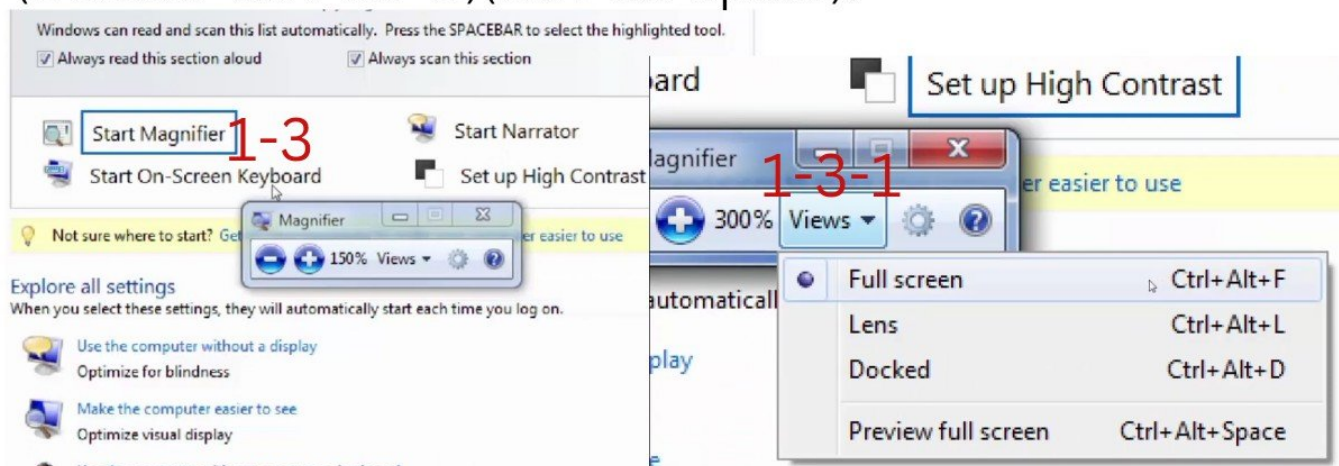 Windows can read and scan this list automatically. Press the SPACEBAR to select the highlighted tool.
Always read this section aloud
Always scan this section
Start Magnifier
1-3
Start Narrator
Start On-Screen Keyboard
Set up High Contrast
Magnifier
150%
Views
Not sure where to start?
er easier to use
Explore all settings
When you select these settings, they will automatically start each time you log on.
Use the computer without a display
Optimize for blindness
Make the computer easier to see
Optimize visual display
ard
Set up High Contrast
agnifier
1-3-1
er easier to use
300%
Views
Full screen Ctrl+Alt+F
automaticall
Lens Ctrl+Alt+L
play
Docked Ctrl+Alt+D
Preview full screen Ctrl+Alt+Space